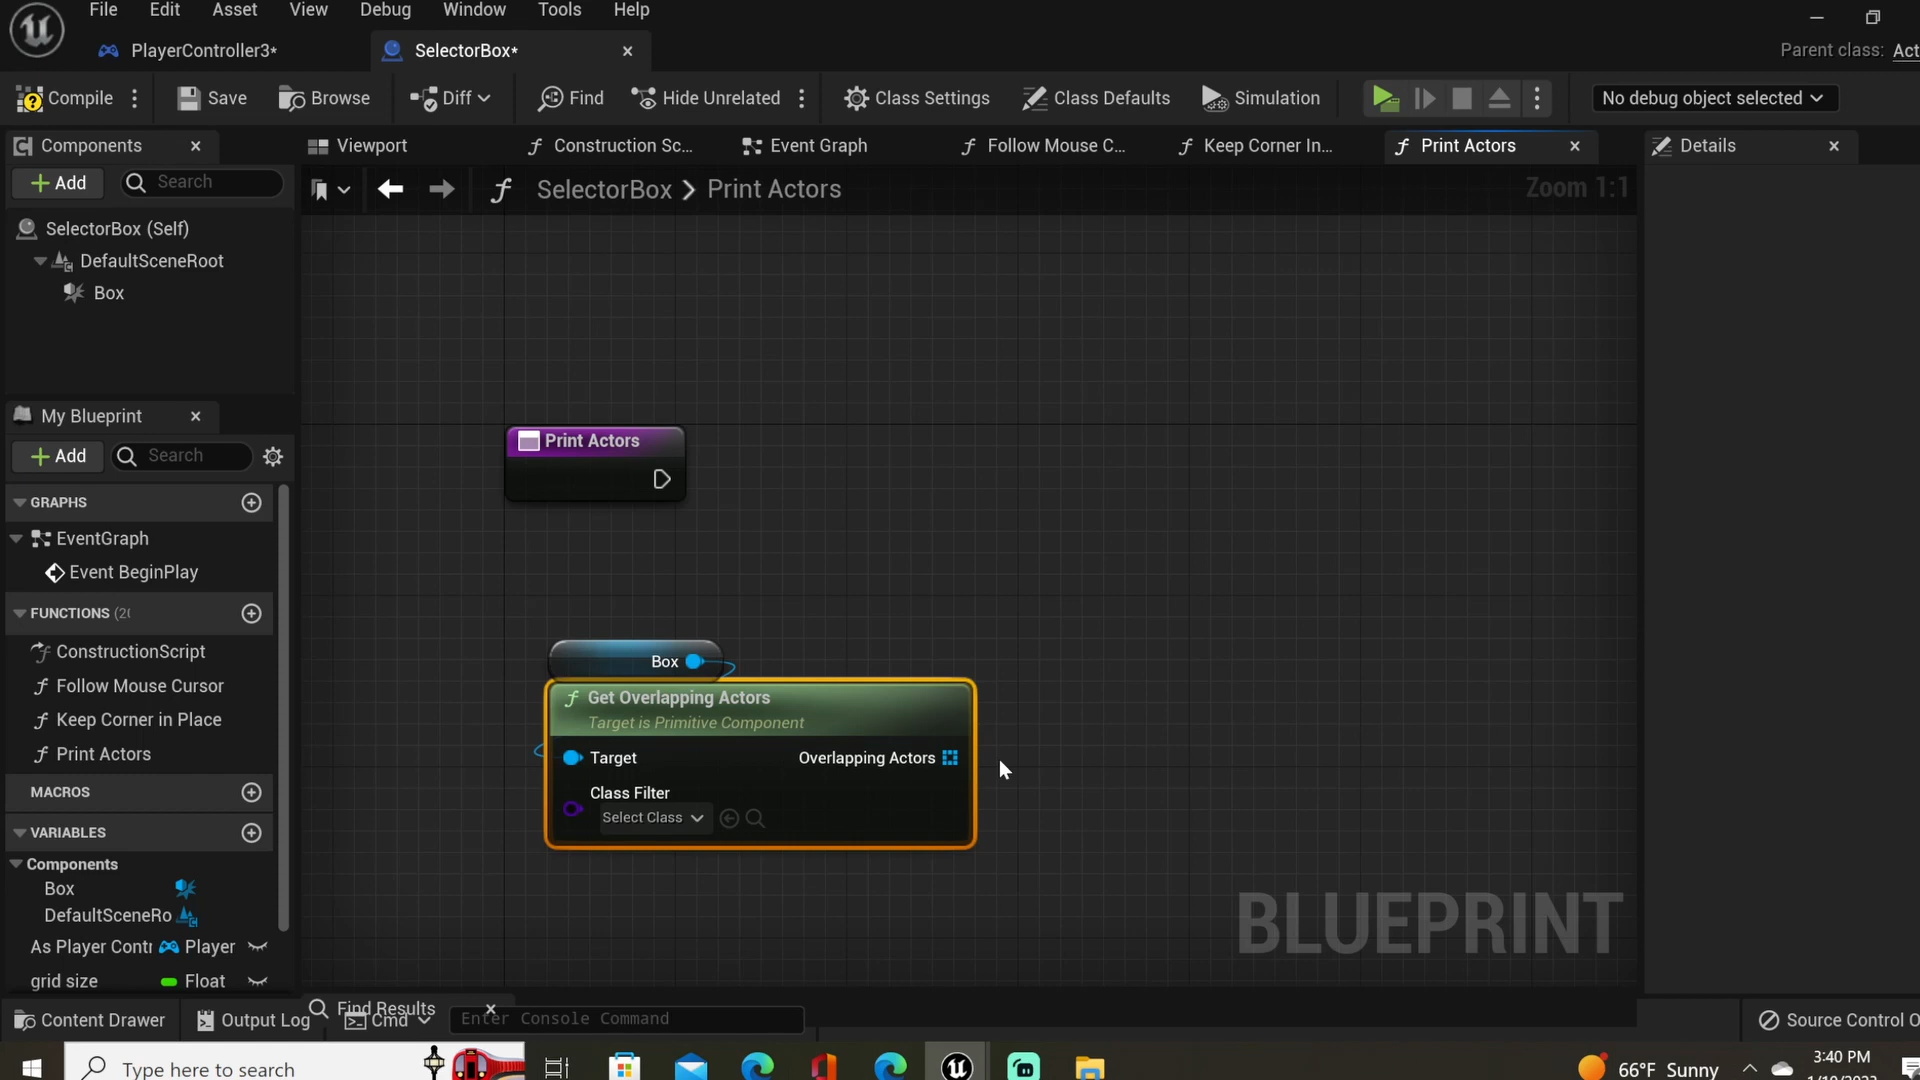 File Edit Asset View Debug Window Tools Help
PlayerController3* SelectorBox*
Parent class: Act
Compile Save Browse Diff Find Hide Unrelated Class Settings Class Defaults Simulation No debug object selected
Components Viewport Construction Sc... Event Graph Follow Mouse C... Keep Corner In... Print Actors Details
Add Search
SelectorBox > Print Actors Zoom 1:1
SelectorBox (Self)
DefaultSceneRoot
Box
My Blueprint
Add Search
GRAPHS
EventGraph
Event BeginPlay
FUNCTIONS (20
ConstructionScript
Follow Mouse Cursor
Keep Corner in Place
Print Actors
MACROS
VARIABLES
Components
Box
DefaultSceneRo
As Player Contr Player
grid size Float
Print Actors
Box
Get Overlapping Actors
Target is Primitive Component
Target Overlapping Actors
Class Filter
Select Class
BLUEPRINT
Find Results
Content Drawer Output Log Cmd Enter Console Command Source Control O
Type here to search
66°F Sunny
3:40 PM